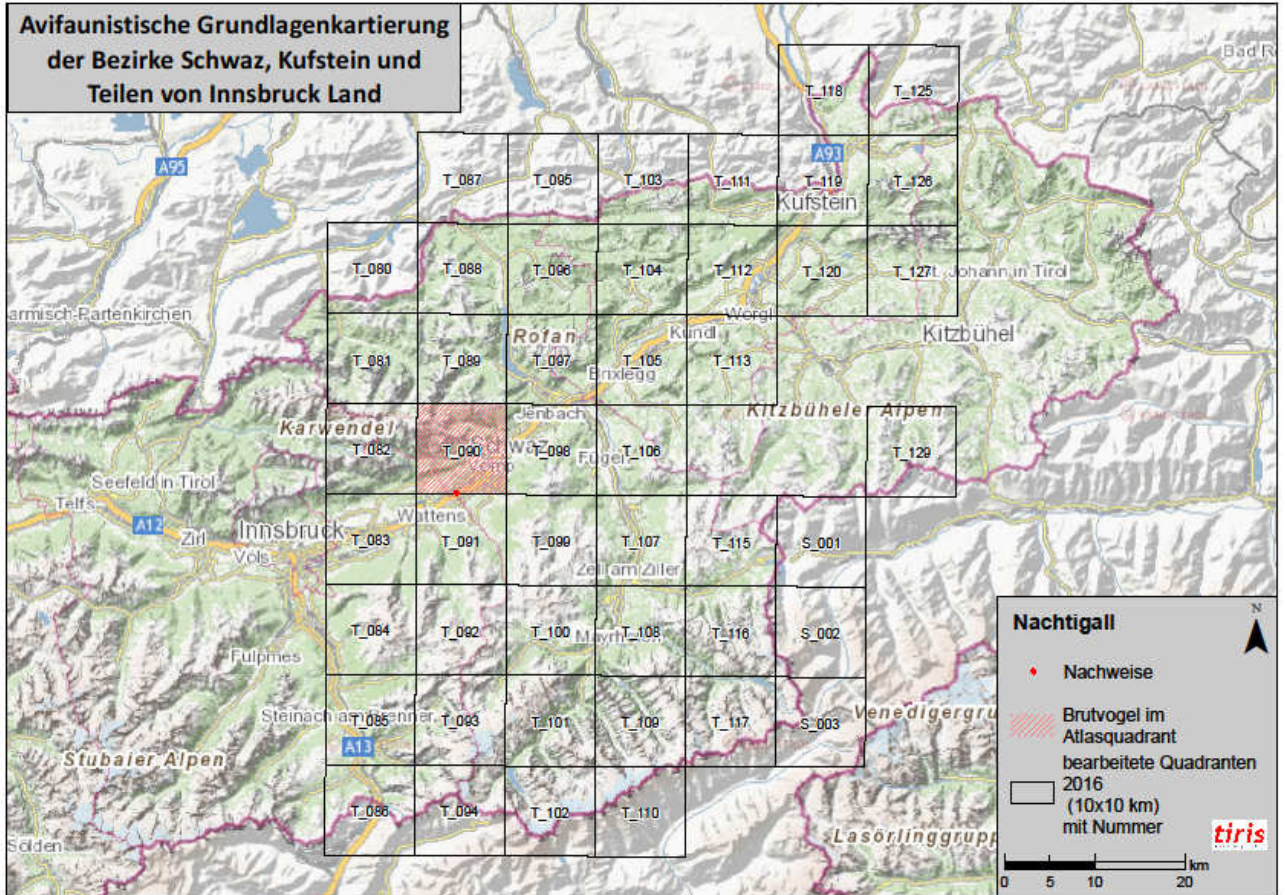 Avifaunistische Grundlagenkartierung
der Bezirke Schwaz, Kufstein und
Teilen von Innsbruck Land
Bad R
T_118
T_125
A95
A93
T_087
T_095
T_103
T_111
T_119
T_126
Kufstein
T_080
T_088
T_096
T_104
T_112
T_120
T_127
t. Johann in Tirol
armisch-Partenkirchen
Wörgl
Kundl
Kitzbühel
Rofan
T_081
T_089
T_097
T_105
T_113
Brixlegg
Jenbach
Kitzbüheler Alpen
Karwendel
T_082
T_090
T_098
T_106
T_129
Fügen
Seefeld in Tirol
Telfs
A12
Zirl
Innsbruck
Wattens
Völs
T_083
T_091
T_099
T_107
T_115
S_001
Zell am Ziller
T_084
T_092
T_100
T_108
T_116
S_002
Fulpmes
Steinach am Brenner
T_085
T_093
T_101
T_109
T_117
S_003
Venedigergru
A13
Stubaier Alpen
T_086
T_094
T_102
T_110
Lasörlinggrupp
Sölden
N
Nachtigall
Nachweise
Brutvogel im
Atlasquadrant
bearbeitete Quadranten
2016
(10x10 km)
mit Nummer
tiris
km
0 5 10 20